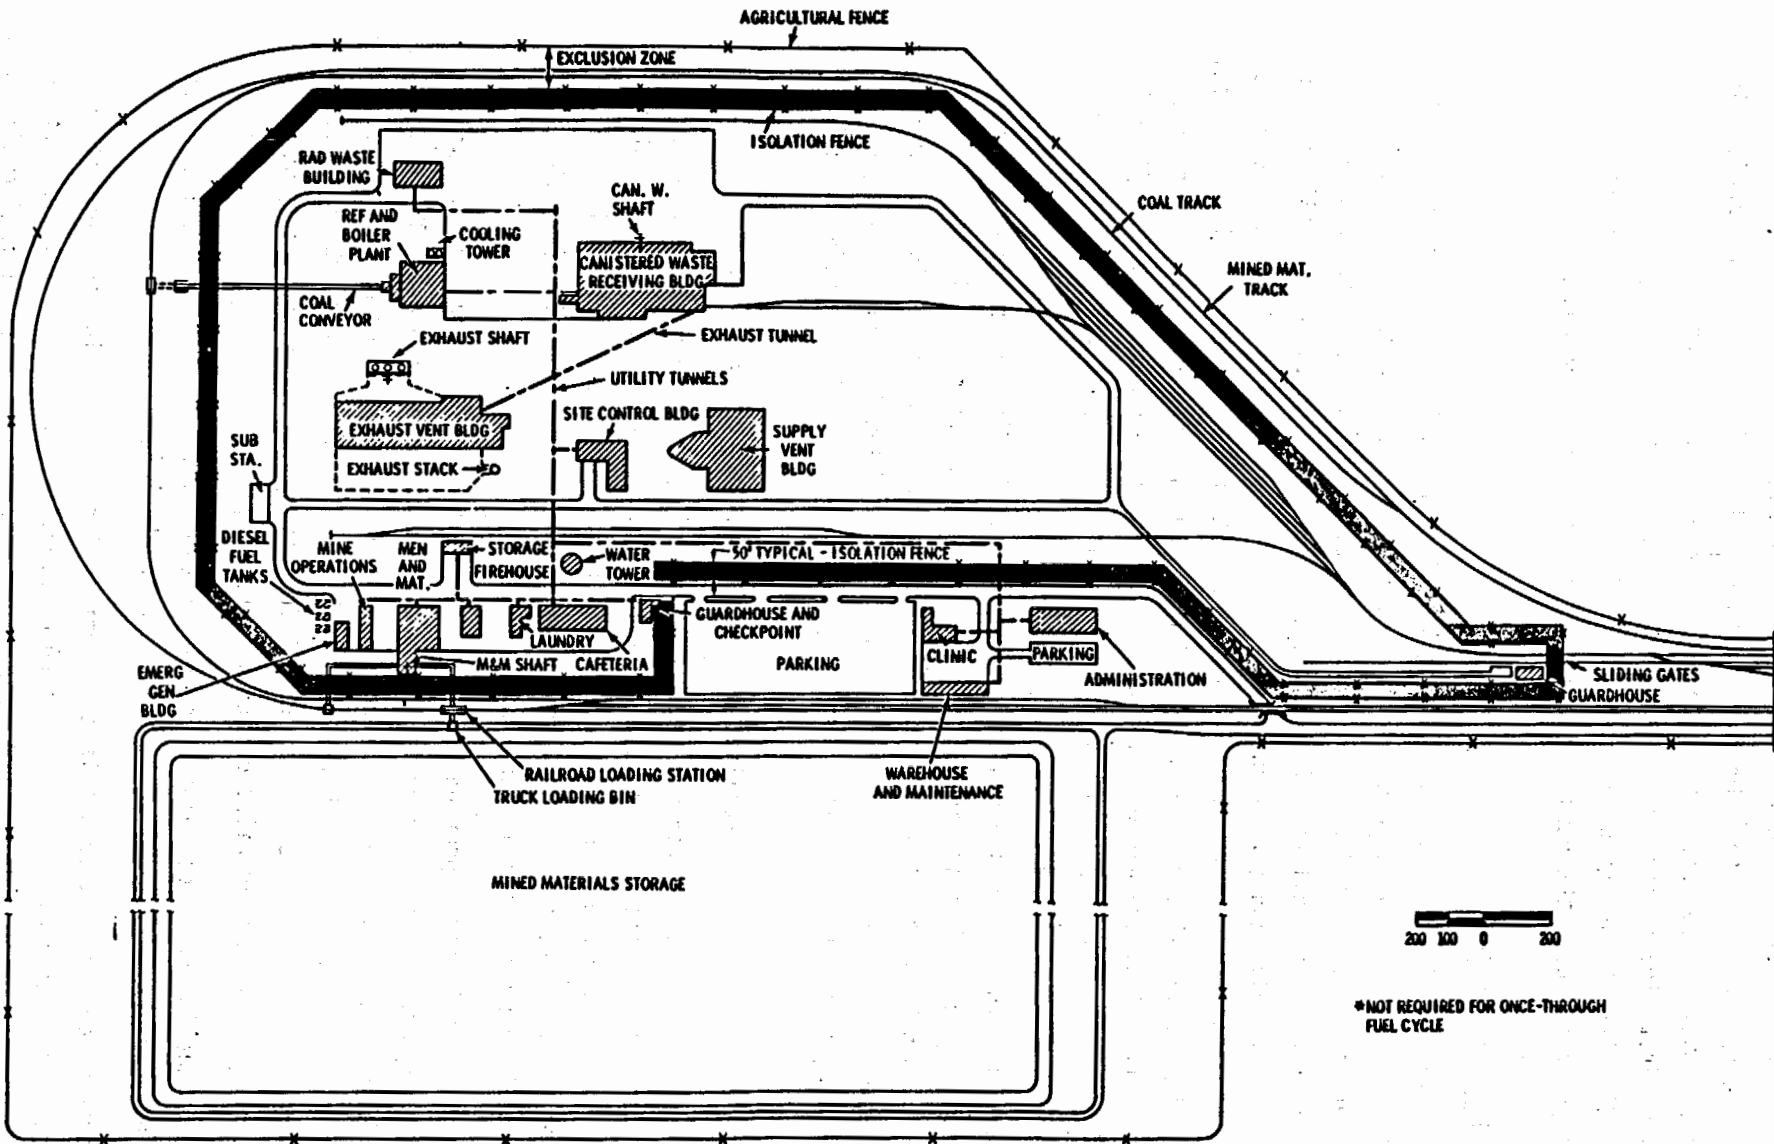 AGRICULTURAL FENCE
EXCLUSION ZONE
ISOLATION FENCE
RAD WASTE
BUILDING
CAN. W.
SHAFT
COAL TRACK
REF AND
BOILER
PLANT
COOLING
TOWER
CANISTERED WASTE
RECEIVING BLDG
MINED MAT.
TRACK
COAL
CONVEYOR
EXHAUST SHAFT
EXHAUST TUNNEL
UTILITY TUNNELS
SITE CONTROL BLDG
EXHAUST VENT BLDG
SUPPLY
VENT
BLDG
SUB
STA.
EXHAUST STACK
DIESEL
FUEL
TANKS
MINE
OPERATIONS
MEN
AND
MAT.
STORAGE
FIREHOUSE
WATER
TOWER
50' TYPICAL - ISOLATION FENCE
GUARDHOUSE AND
CHECKPOINT
LAUNDRY
M&M SHAFT
CAFETERIA
PARKING
CLINIC
PARKING
ADMINISTRATION
SLIDING GATES
GUARDHOUSE
EMERG
GEN
BLDG
RAILROAD LOADING STATION
TRUCK LOADING BIN
WAREHOUSE
AND MAINTENANCE
MINED MATERIALS STORAGE
200 100 0 200
*NOT REQUIRED FOR ONCE-THROUGH
FUEL CYCLE